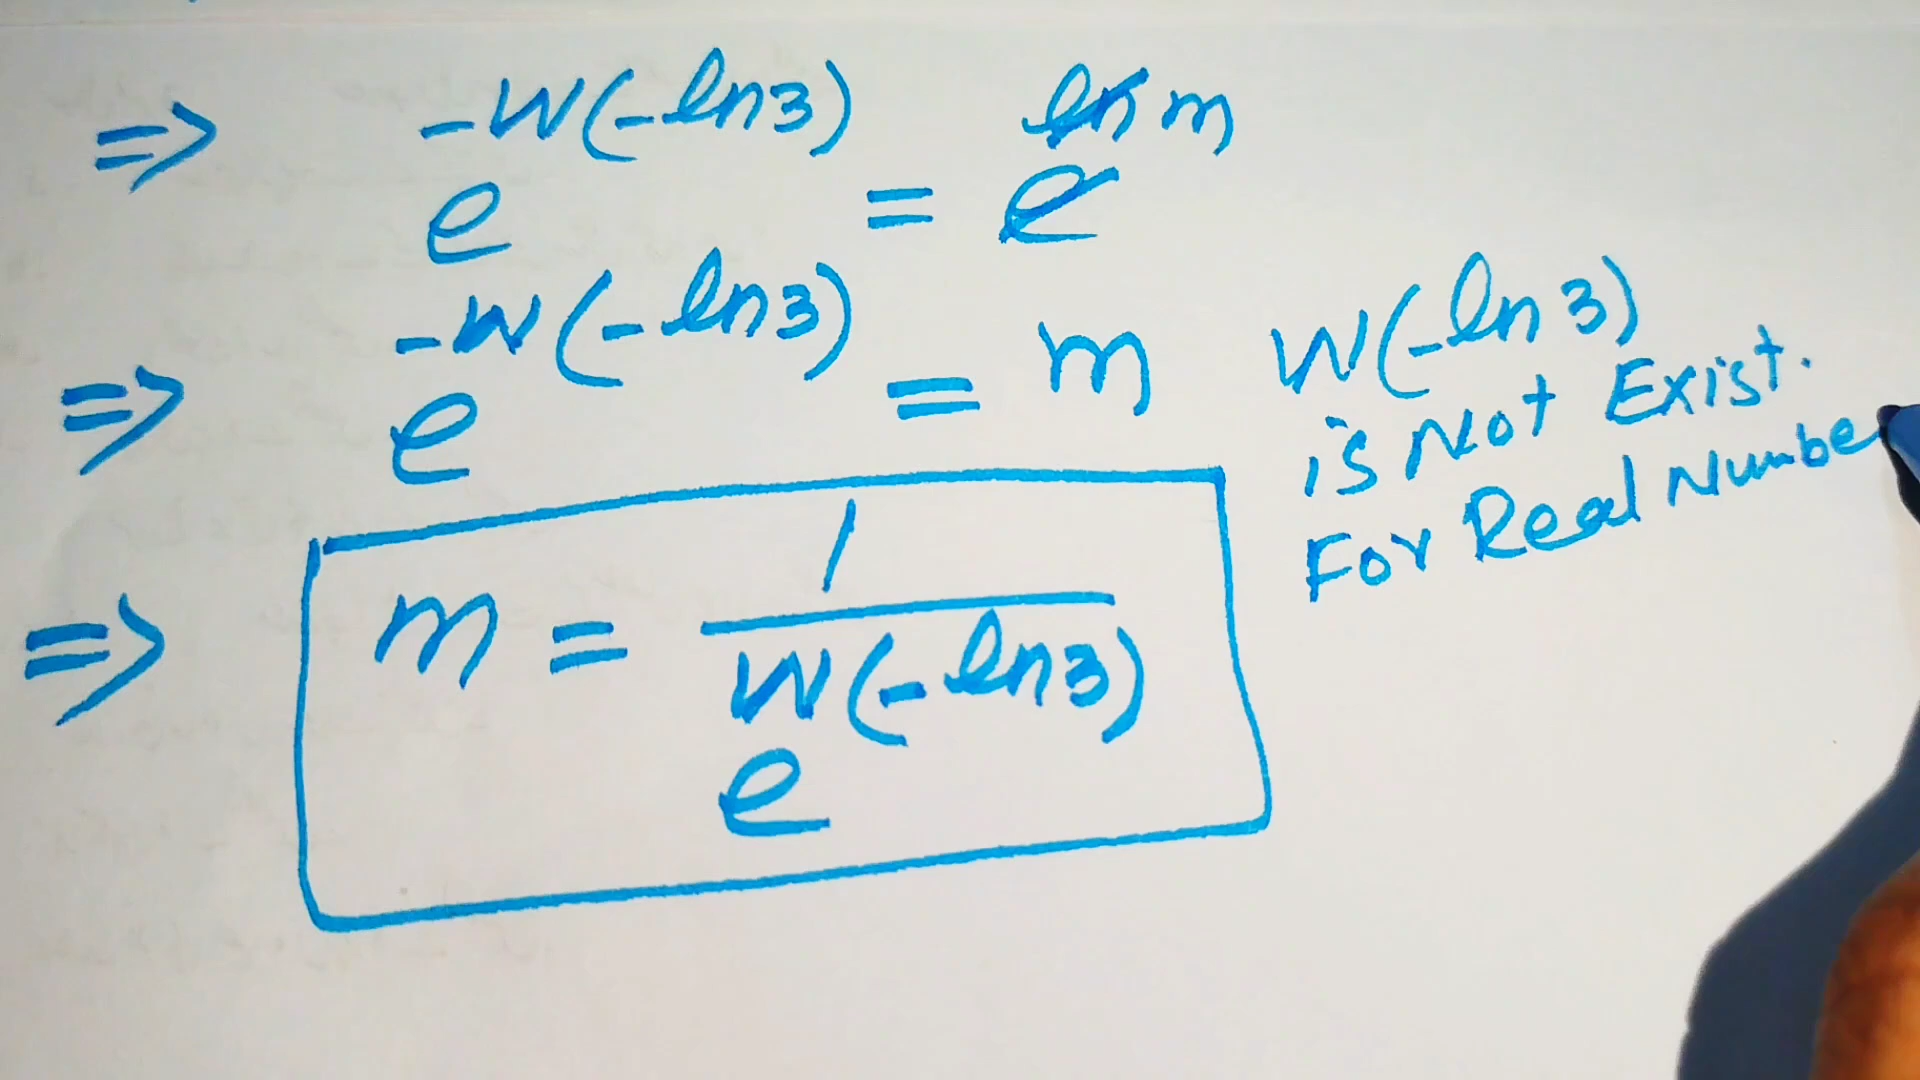 => e^{-W(-ln3)} = e^{ln m}
=> e^{-W(-ln3)} = m
=> m = 1/e^{W(-ln3)}
W(-ln3)
is Not Exist.
For Real Numbe